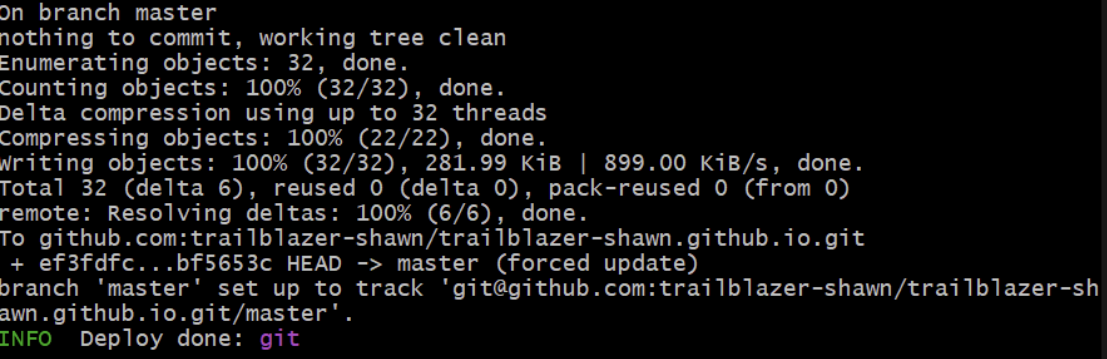 On branch master
nothing to commit, working tree clean
Enumerating objects: 32, done.
Counting objects: 100% (32/32), done.
Delta compression using up to 32 threads
Compressing objects: 100% (22/22), done.
Writing objects: 100% (32/32), 281.99 KiB | 899.00 KiB/s, done.
Total 32 (delta 6), reused 0 (delta 0), pack-reused 0 (from 0)
remote: Resolving deltas: 100% (6/6), done.
To github.com:trailblazer-shawn/trailblazer-shawn.github.io.git
 + ef3fdfc...bf5653c HEAD -> master (forced update)
branch 'master' set up to track 'git@github.com:trailblazer-shawn/trailblazer-sh
awn.github.io.git/master'.
INFO  Deploy done: git